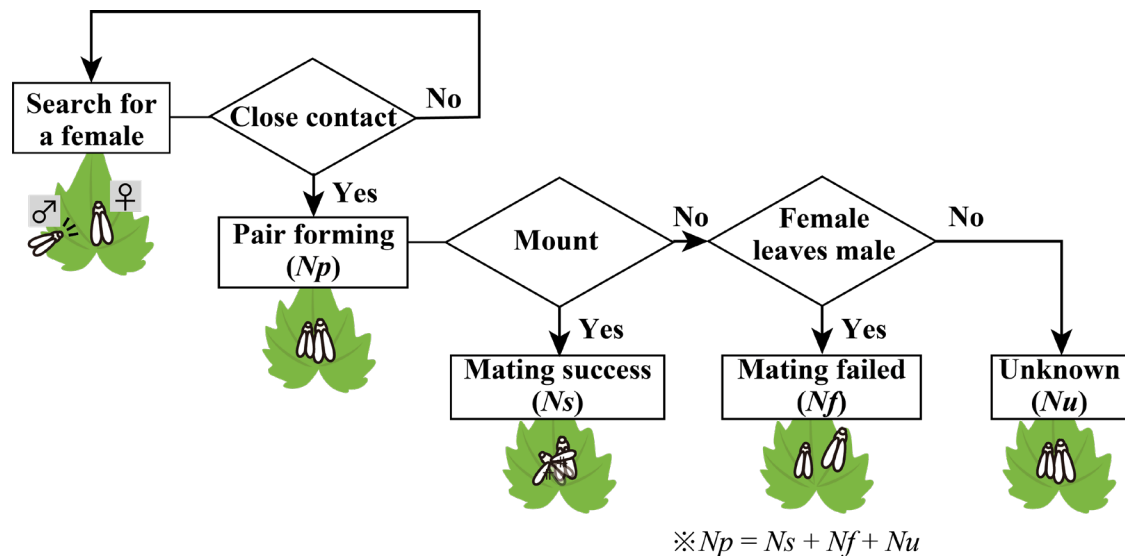 Search for
a female
Close contact
No
Yes
♂
♀
Pair forming
(Np)
Mount
No
Female
leaves male
No
Yes
Yes
Mating success
(Ns)
Mating failed
(Nf)
Unknown
(Nu)
※Np = Ns + Nf + Nu